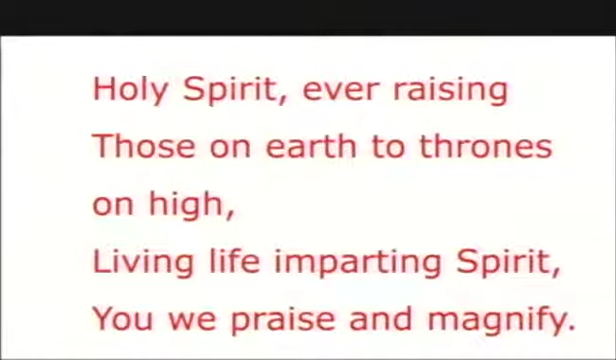 Holy Spirit, ever raising
Those on earth to thrones
on high,
Living life imparting Spirit,
You we praise and magnify.